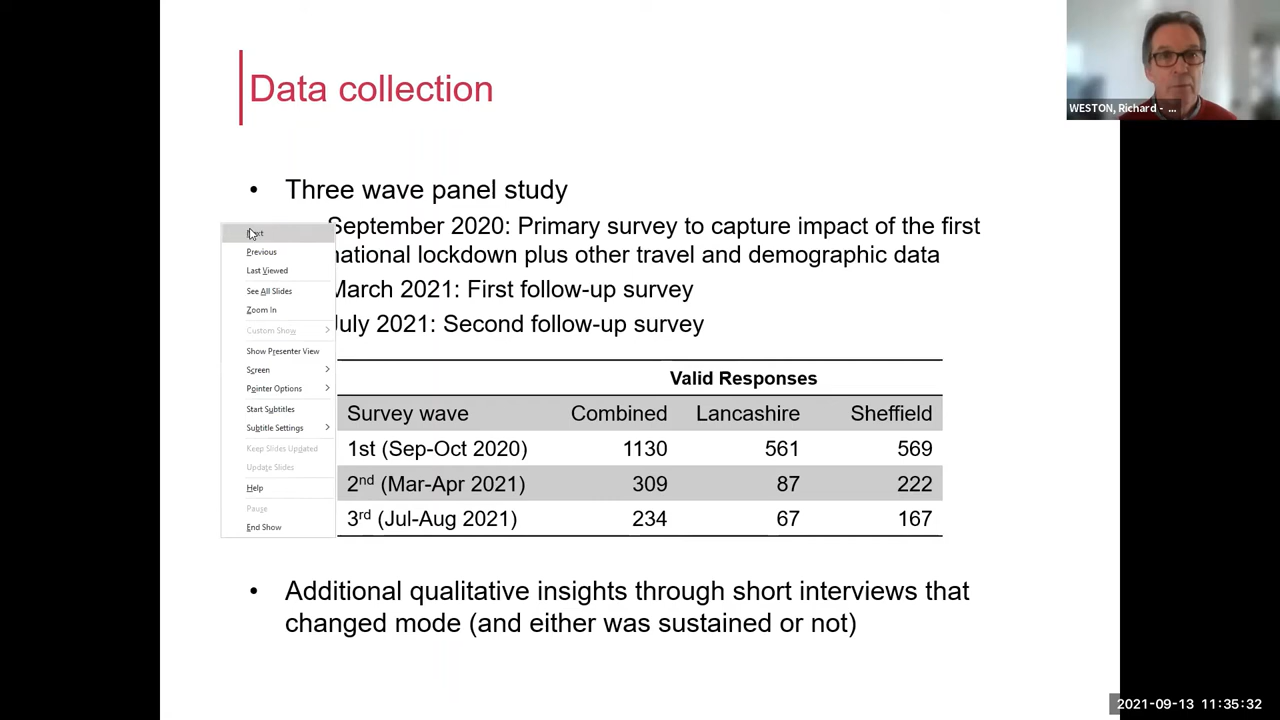 Data collection
WESTON, Richard - ...
• Three wave panel study
September 2020: Primary survey to capture impact of the first
national lockdown plus other travel and demographic data
March 2021: First follow-up survey
July 2021: Second follow-up survey
Previous
Last Viewed
See All Slides
Zoom In
Custom Show
Show Presenter View
Screen
Pointer Options
Start Subtitles
Subtitle Settings
Keep Slides Updated
Update Slides
Help
Pause
End Show
Valid Responses
Survey wave Combined Lancashire Sheffield
1st (Sep-Oct 2020) 1130 561 569
2nd (Mar-Apr 2021) 309 87 222
3rd (Jul-Aug 2021) 234 67 167
• Additional qualitative insights through short interviews that
changed mode (and either was sustained or not)
2021-09-13 11:35:32